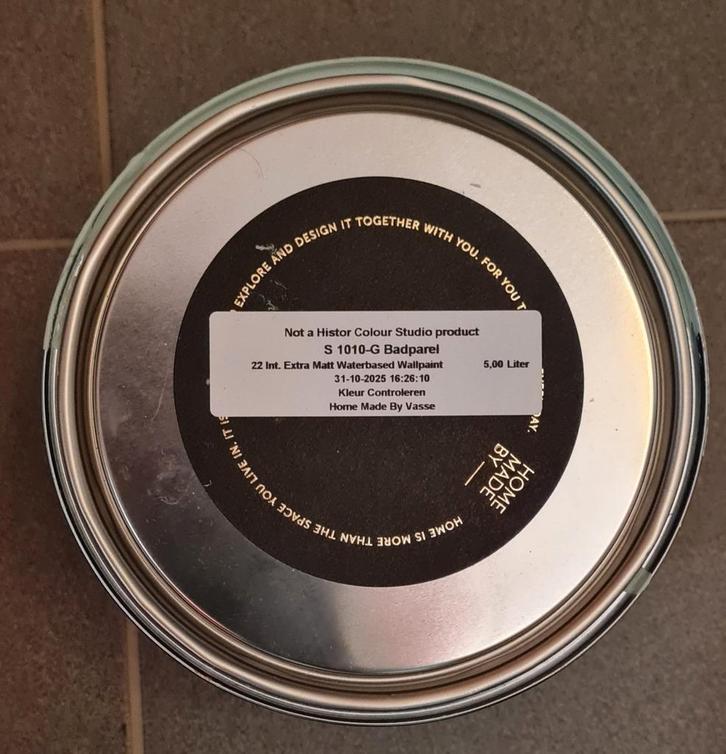 EXPLORE AND DESIGN IT TOGETHER WITH YOU. FOR YOU
Not a Histor Colour Studio product
S 1010-G Badparel
22 Int. Extra Matt Waterbased Wallpaint 5,00 Liter
31-10-2025 16:26:10
Kleur Controleren
Home Made By Vasse
HOME
MADE
BY_
HOME IS MORE THAN THE SPACE YOU LIVE IN. IT IS